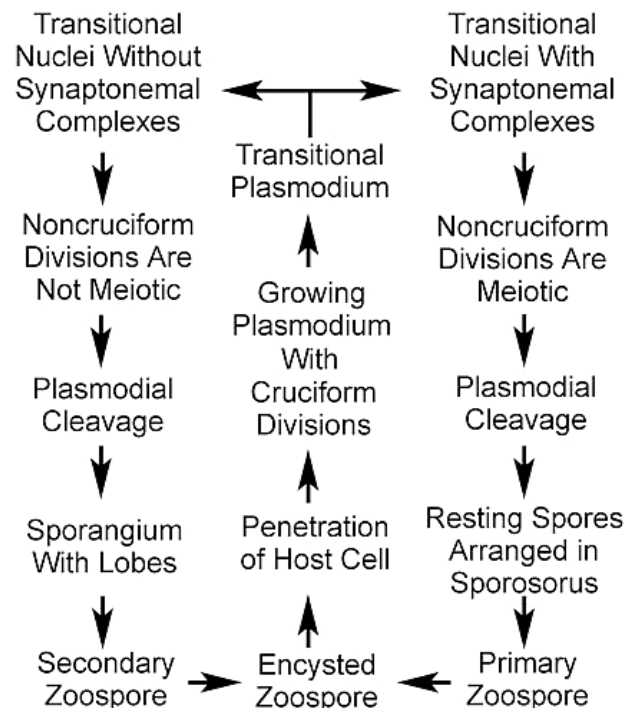 Transitional
Nuclei Without
Synaptonemal
Complexes
Transitional
Nuclei With
Synaptonemal
Complexes
Transitional
Plasmodium
Noncruciform
Divisions Are
Not Meiotic
Growing
Plasmodium
With
Cruciform
Divisions
Noncruciform
Divisions Are
Meiotic
Plasmodial
Cleavage
Plasmodial
Cleavage
Sporangium
With Lobes
Penetration
of Host Cell
Resting Spores
Arranged in
Sporosorus
Secondary
Zoospore
Encysted
Zoospore
Primary
Zoospore